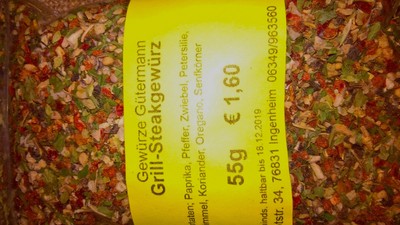 Gewürze Gütermann
Grill-Steakgewürz
Paprika, Pfeffer, Zwiebel, Petersilie,
Koriander, Oregano, Senfkörner
55g € 1,60
haltbar bis 16.12.2019
34, 76831 Ingenheim 06349/963560